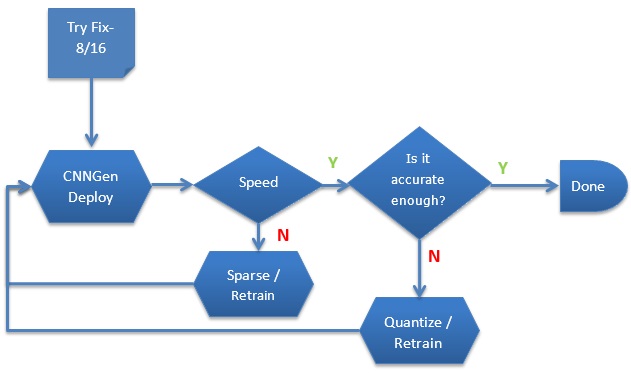 Try Fix-
8/16
CNNGen
Deploy
Speed
Y
Is it
accurate
enough?
Y
Done
N
Sparse /
Retrain
N
Quantize /
Retrain